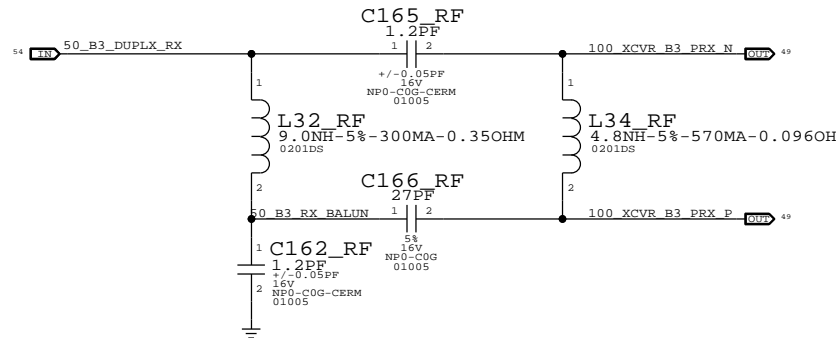 C165_RF
1.2PF
54 IN 50_B3_DUPLX_RX
1 2
100_XCVR_B3_PRX_N OUT 49
+/-0.05PF
16V
NP0-C0G-CERM
01005
1
1
L32_RF
9.0NH-5%-300MA-0.35OHM
0201DS
L34_RF
4.8NH-5%-570MA-0.096OH
0201DS
2
2
C166_RF
27PF
50_B3_RX_BALUN
1 2
100_XCVR_B3_PRX_P OUT 49
5%
16V
NP0-C0G
01005
1
C162_RF
1.2PF
+/-0.05PF
16V
2
NP0-C0G-CERM
01005